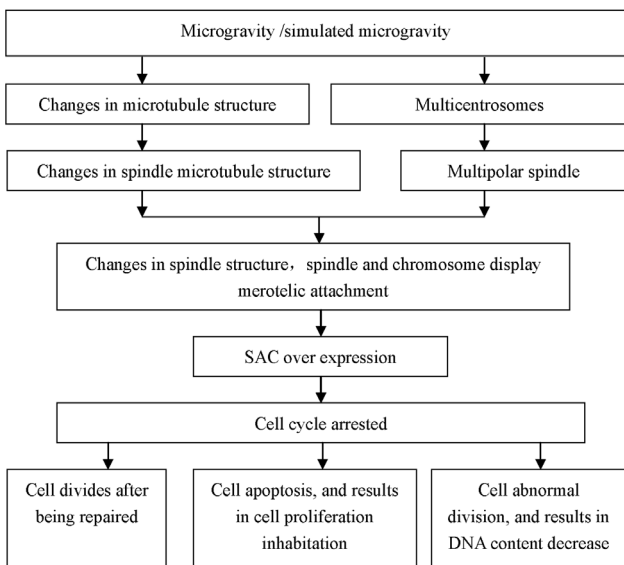 Microgravity /simulated microgravity
Changes in microtubule structure
Multicentrosomes
Changes in spindle microtubule structure
Multipolar spindle
Changes in spindle structure，spindle and chromosome display
merotelic attachment
SAC over expression
Cell cycle arrested
Cell divides after
being repaired
Cell apoptosis, and results
in cell proliferation
inhabitation
Cell abnormal
division, and results in
DNA content decrease